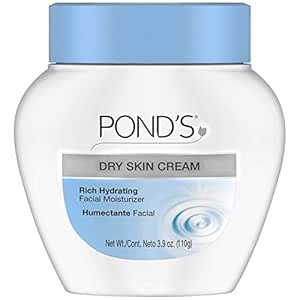 POND'S
DRY SKIN CREAM
Rich Hydrating
Facial Moisturizer
Humectante Facial
Net Wt./Cont. Neto 3.9 oz. (110g)